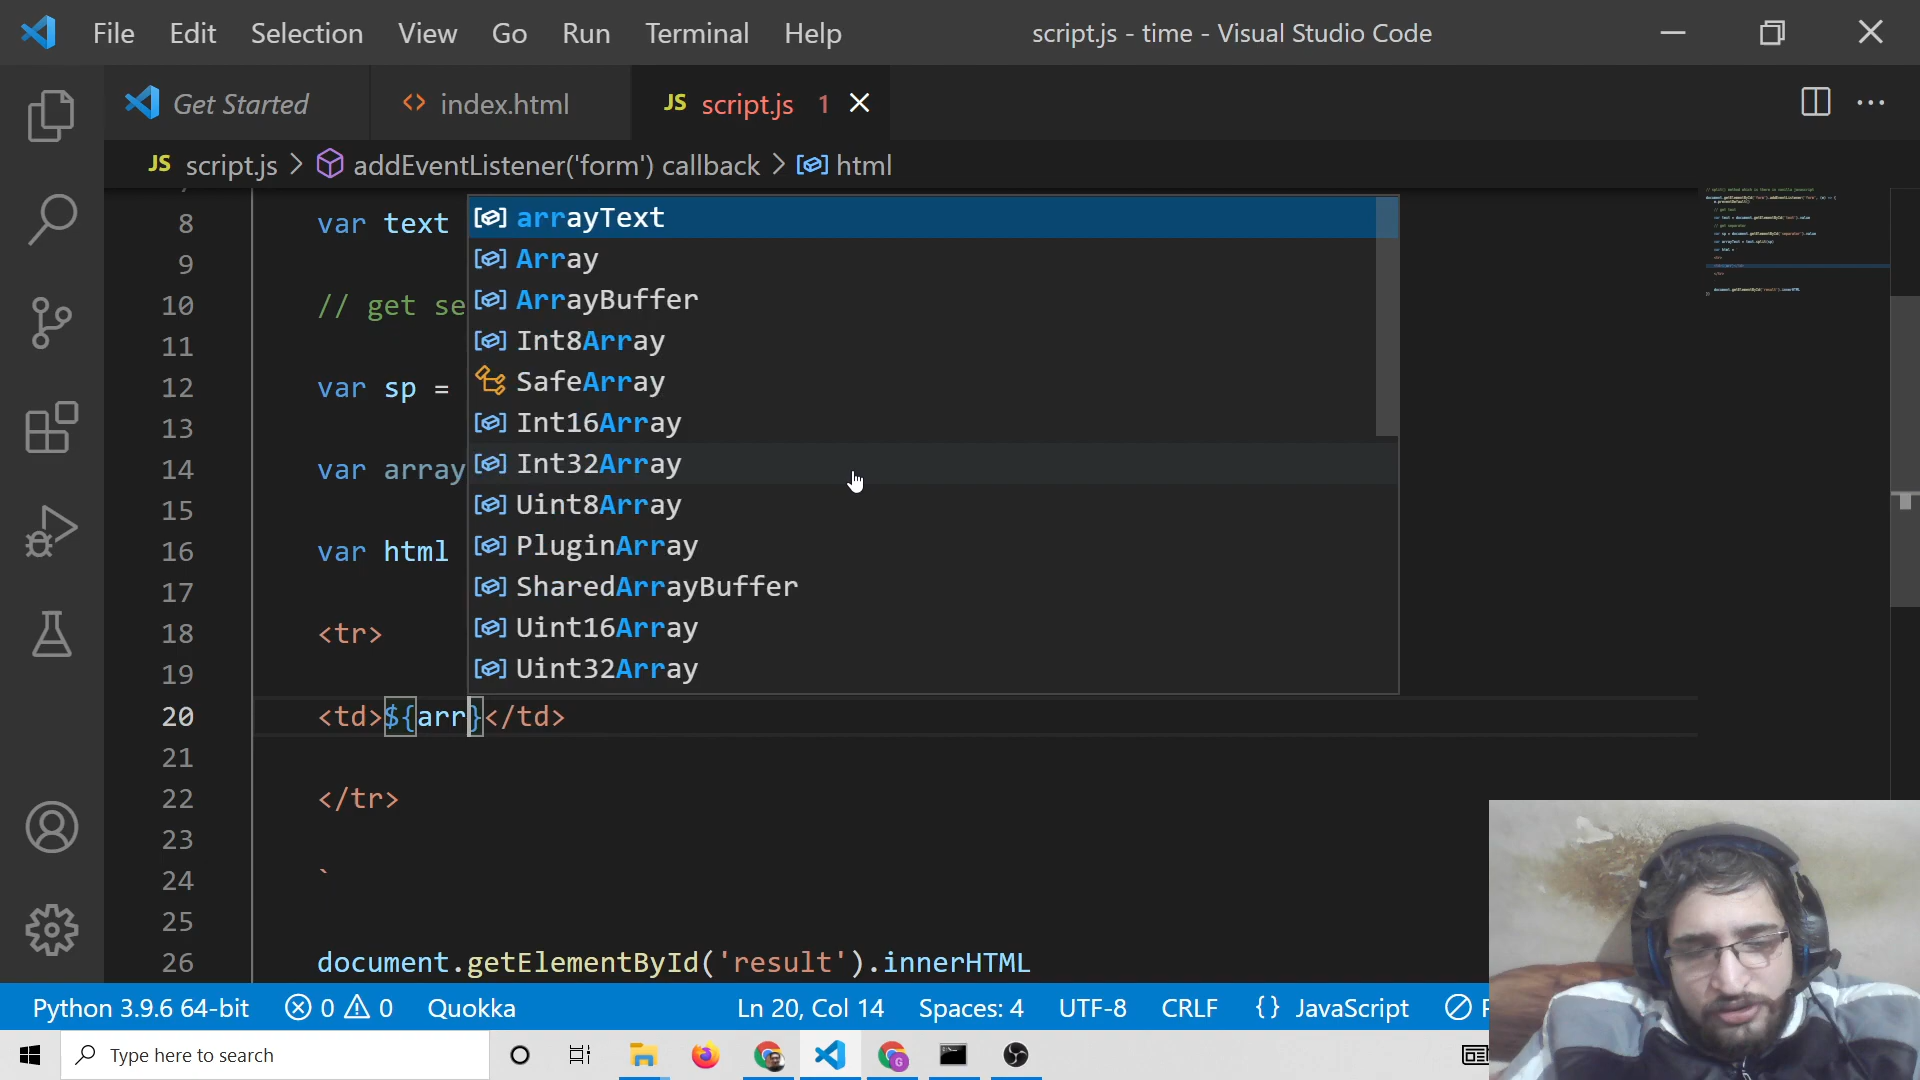 File Edit Selection View Go Run Terminal Help script.js - time - Visual Studio Code
Get Started index.html JS script.js 1
JS script.js > addEventListener('form') callback > html
8 var text
9
10 // get se
11
12 var sp =
13
14 var array
15
16 var html
17
18 <tr>
19
20 <td>${arr}</td>
21
22 </tr>
23
24 `
25
26 document.getElementById('result').innerHTML
arrayText
Array
ArrayBuffer
Int8Array
SafeArray
Int16Array
Int32Array
Uint8Array
PluginArray
SharedArrayBuffer
Uint16Array
Uint32Array
Python 3.9.6 64-bit 0 0 Quokka Ln 20, Col 14 Spaces: 4 UTF-8 CRLF {} JavaScript
Type here to search